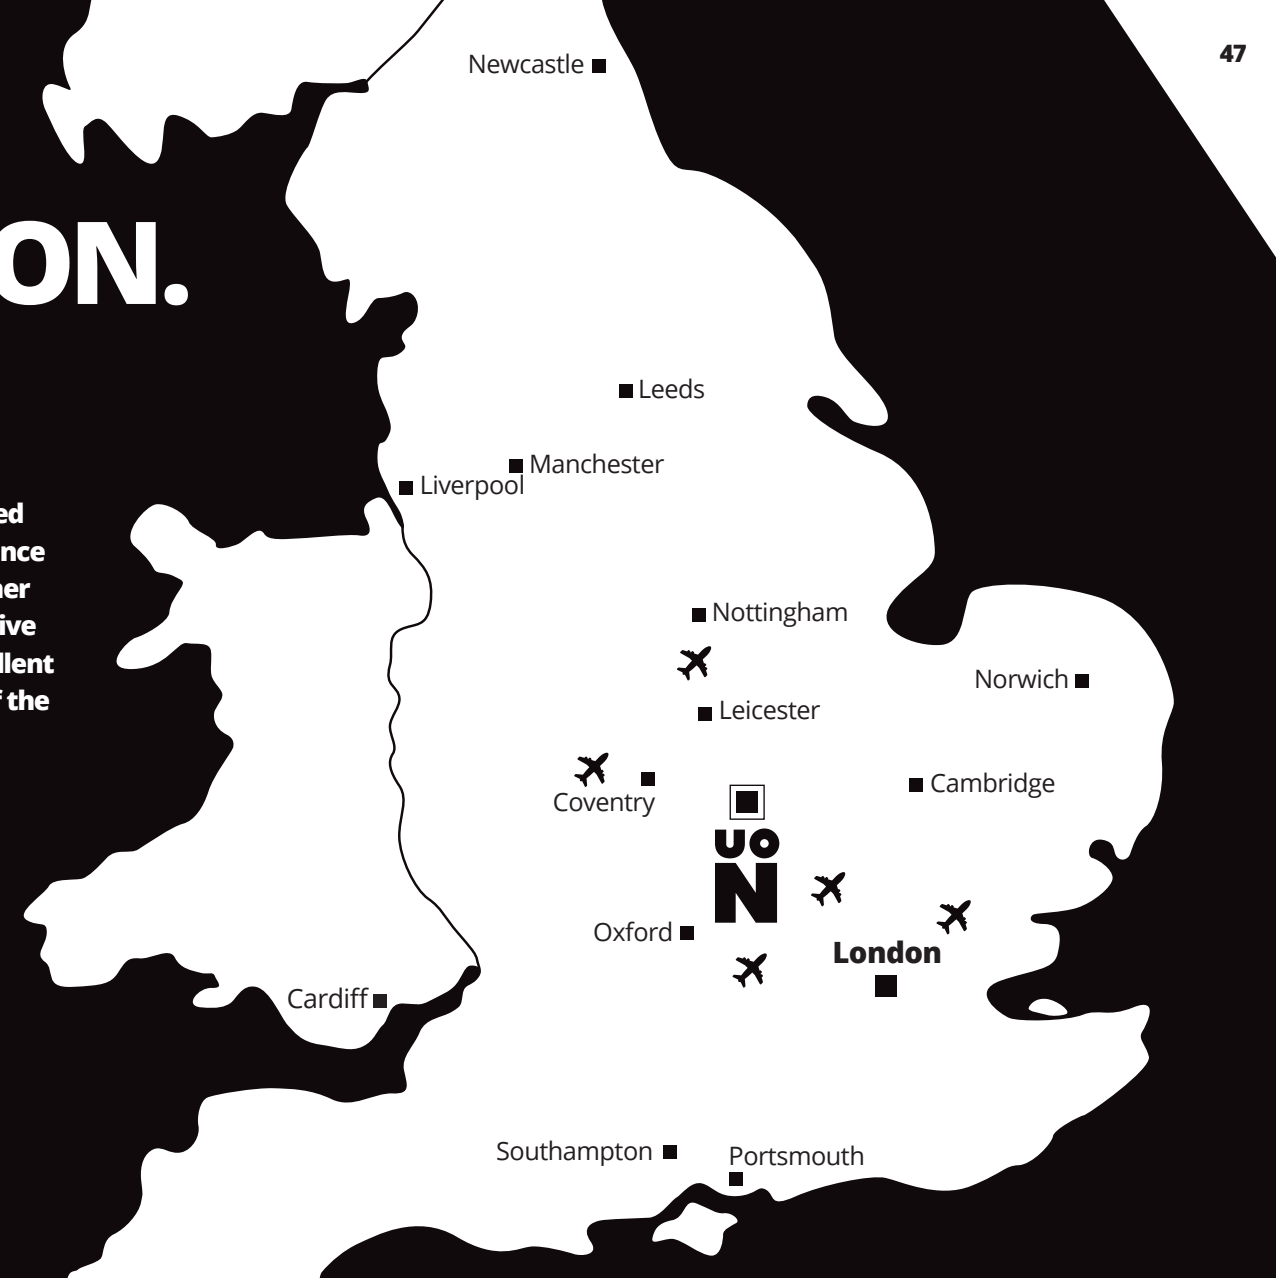 47
Newcastle
ON.
Leeds
Manchester
Liverpool
ed
nce
ner
ive
llent
f the
Nottingham
Norwich
Leicester
Cambridge
Coventry
UO
N
Oxford
London
Cardiff
Southampton
Portsmouth